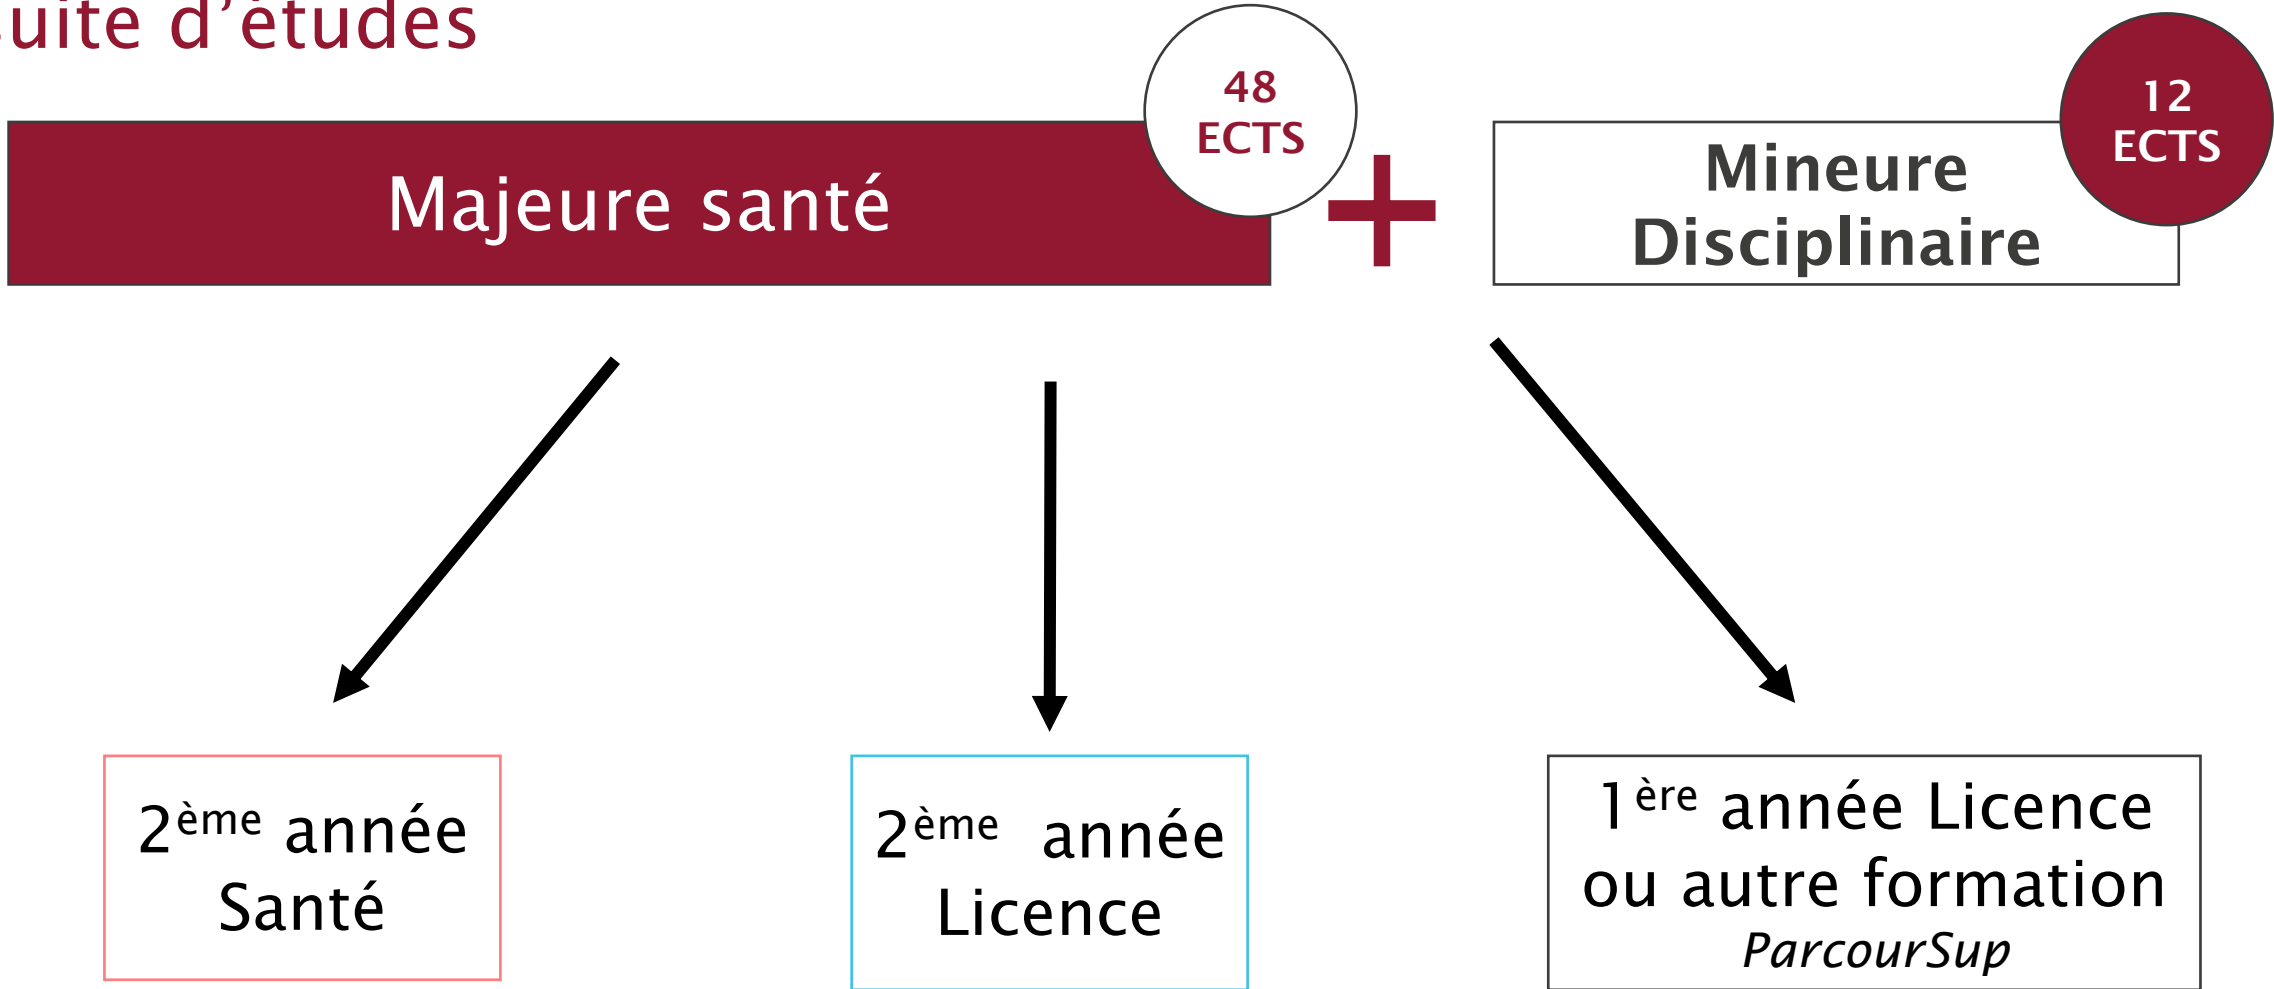 uite d'études
48
ECTS
12
ECTS
Majeure santé
+
Mineure
Disciplinaire
2ème année
Santé
2ème année
Licence
1ère année Licence
ou autre formation
ParcourSup